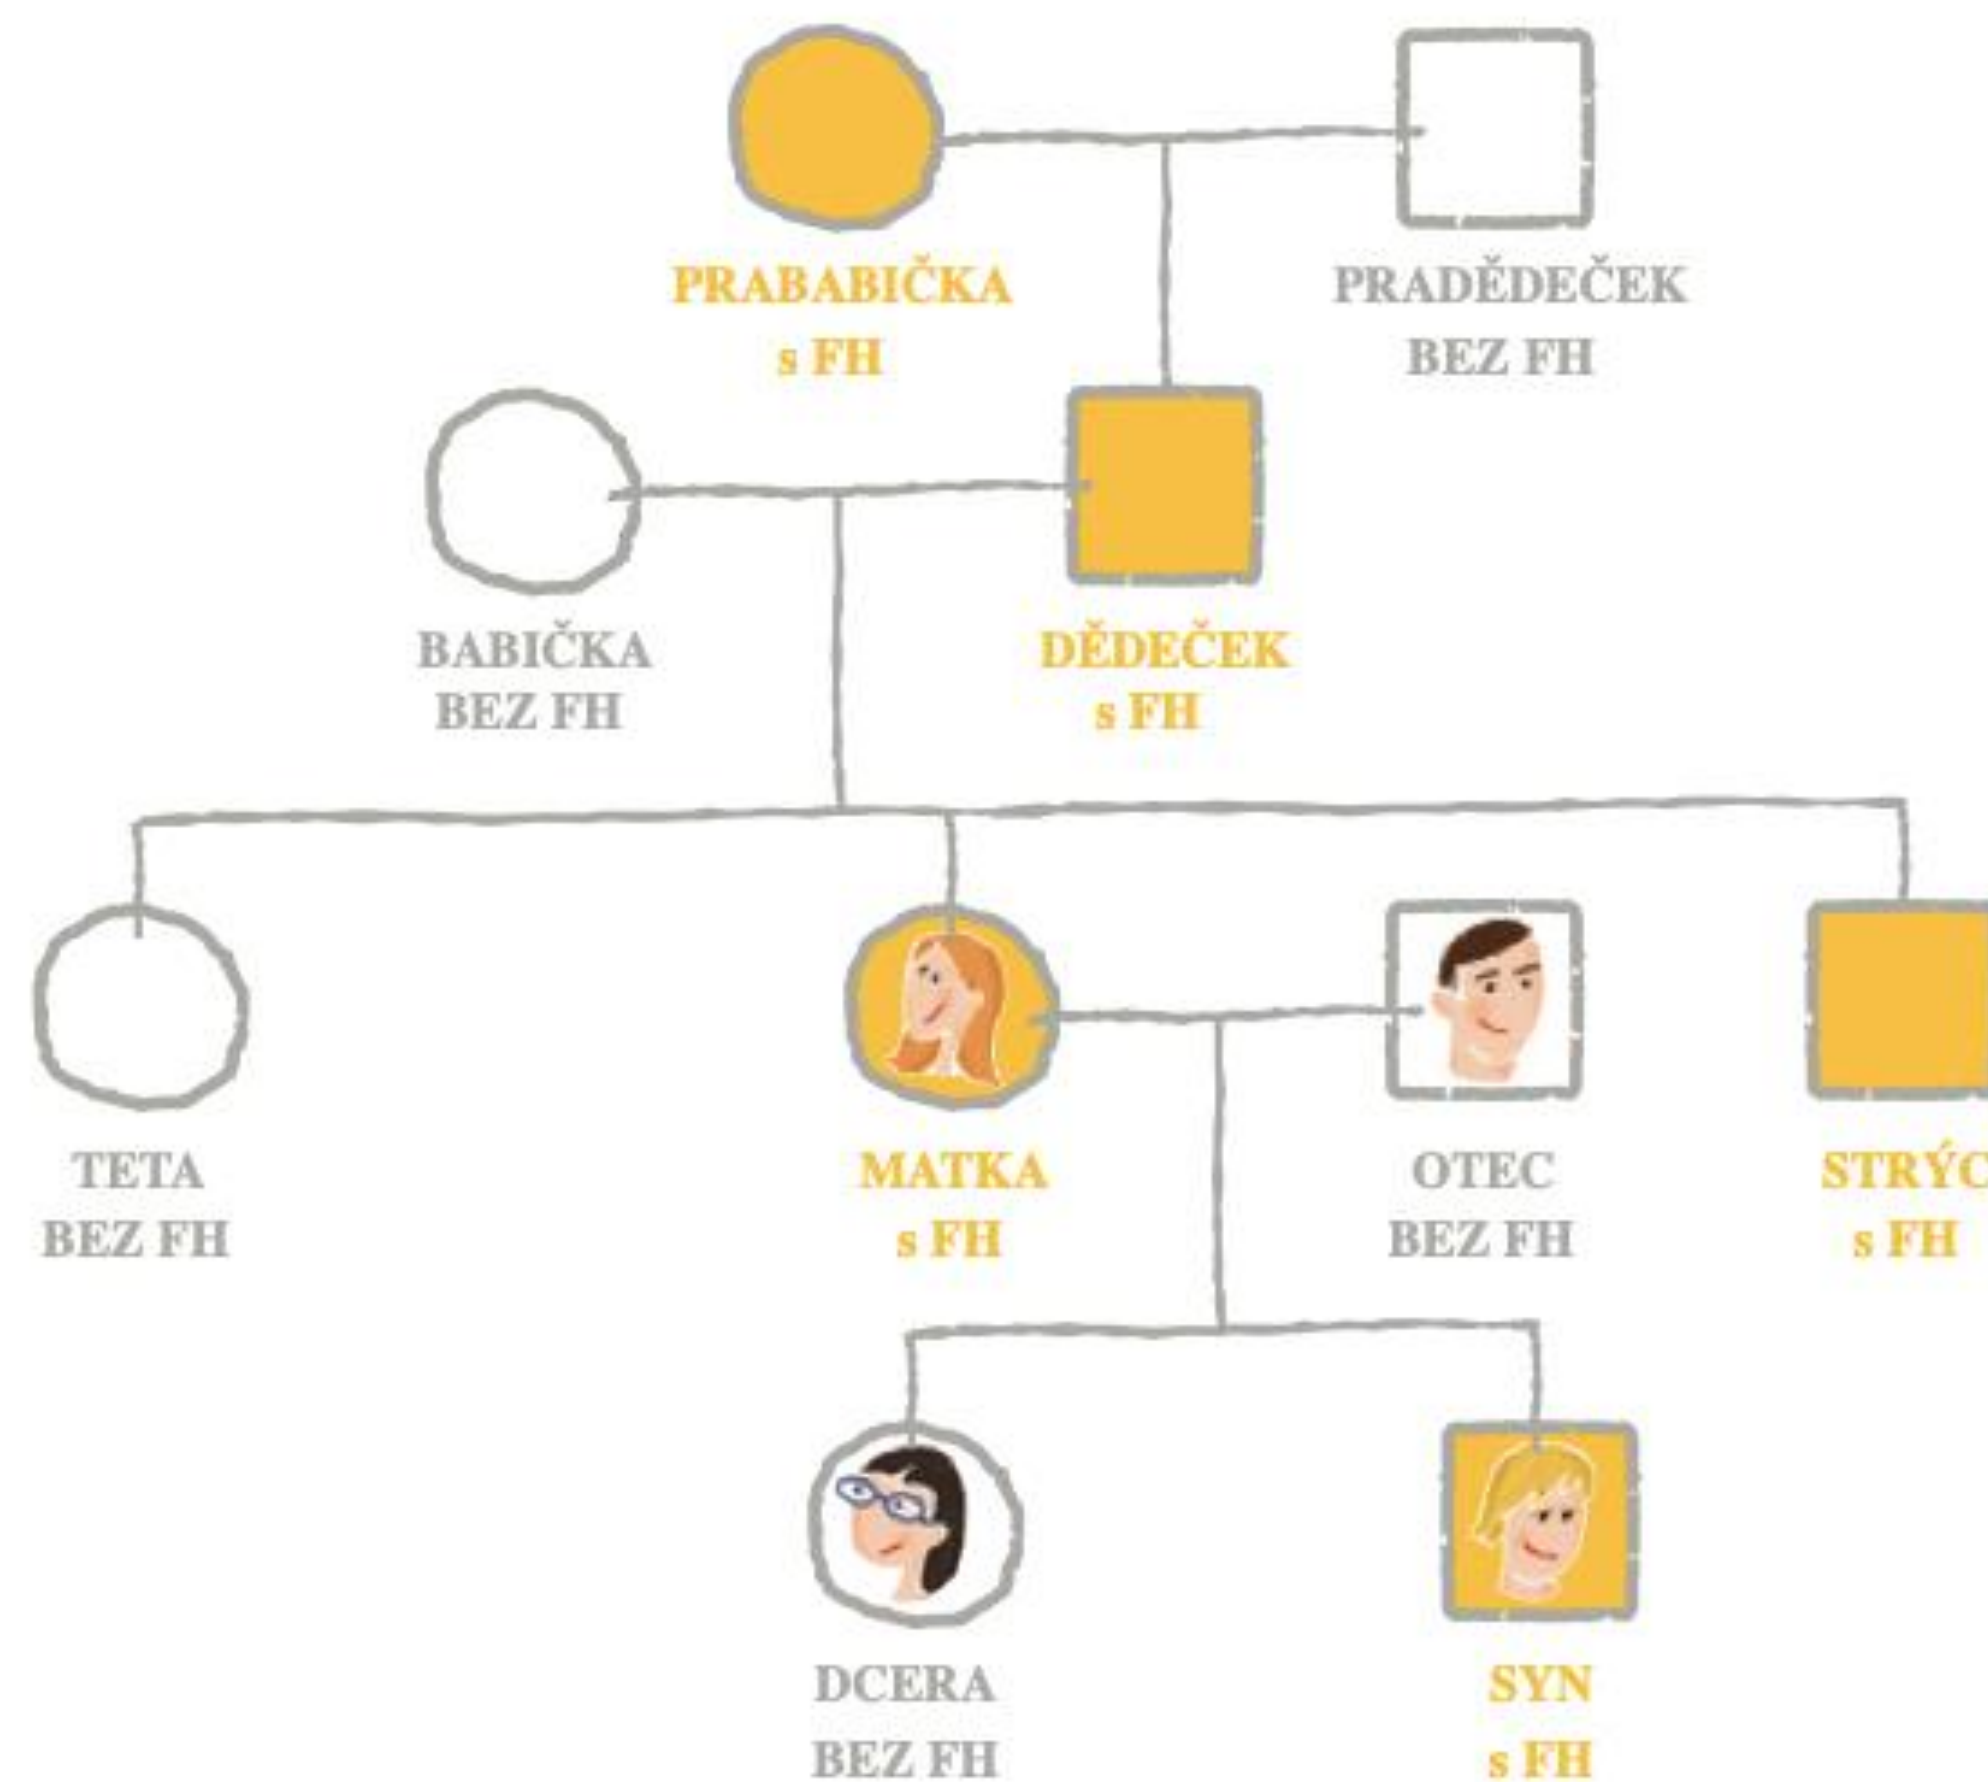 PRABABIČKA
s FH
PRADĚDEČEK
BEZ FH
BABIČKA
BEZ FH
DĚDEČEK
s FH
TETA
BEZ FH
MATKA
s FH
OTEC
BEZ FH
STRÝC
s FH
DCERA
BEZ FH
SYN
s FH